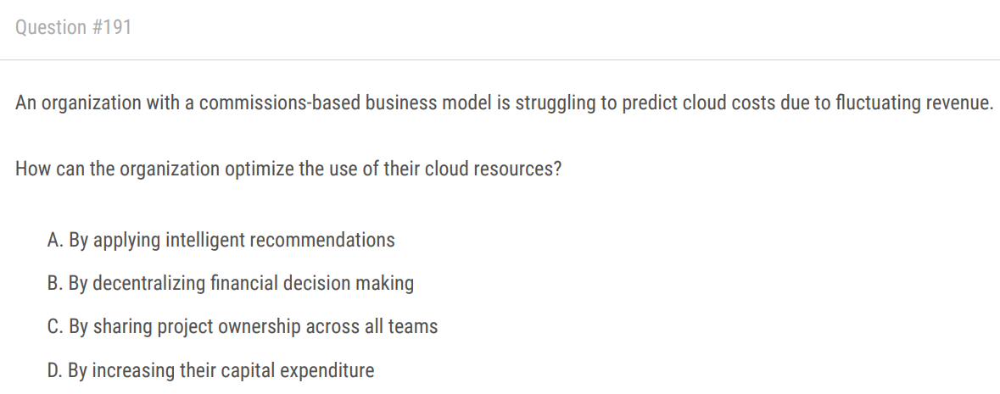 Question #191
An organization with a commissions-based business model is struggling to predict cloud costs due to fluctuating revenue.
How can the organization optimize the use of their cloud resources?
A. By applying intelligent recommendations
B. By decentralizing financial decision making
C. By sharing project ownership across all teams
D. By increasing their capital expenditure